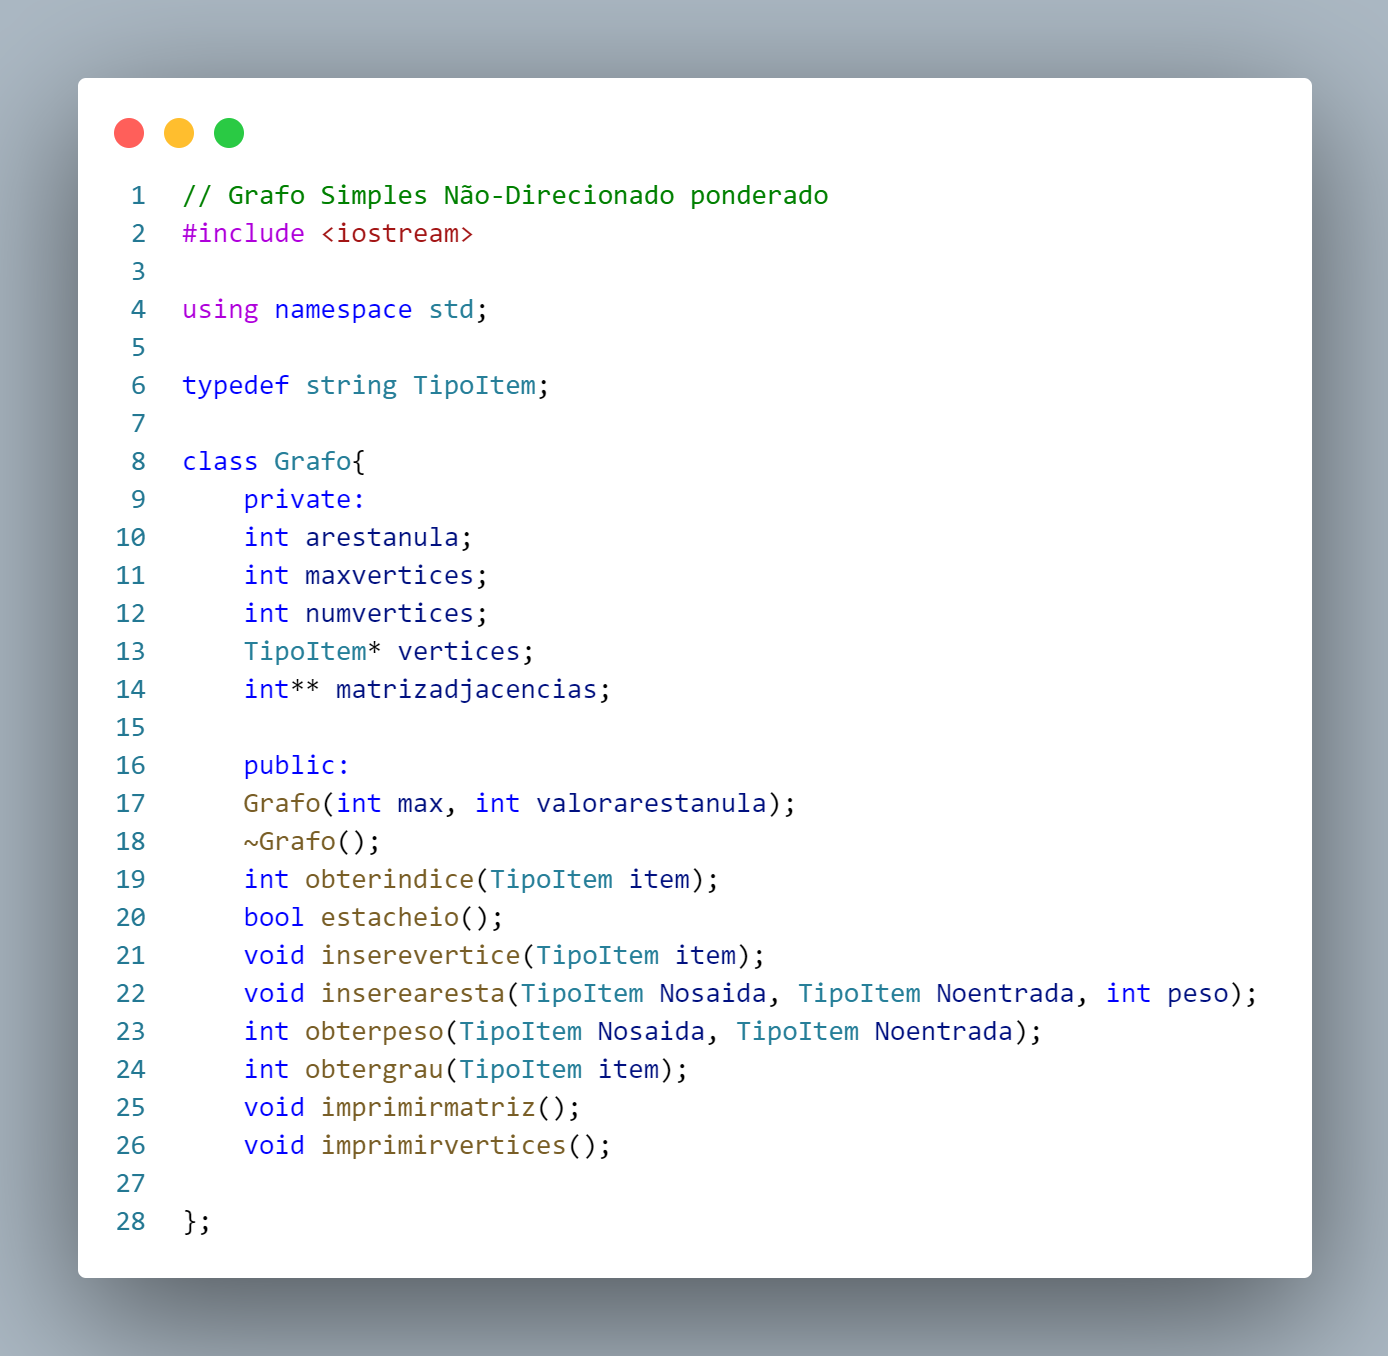 1 // Grafo Simples Não-Direcionado ponderado
2 #include <iostream>
3
4 using namespace std;
5
6 typedef string TipoItem;
7
8 class Grafo{
9     private:
10     int arestanula;
11     int maxvertices;
12     int numvertices;
13     TipoItem* vertices;
14     int** matrizadjacencias;
15
16     public:
17     Grafo(int max, int valorarestanula);
18     ~Grafo();
19     int obterindice(TipoItem item);
20     bool estacheio();
21     void inserevertice(TipoItem item);
22     void inserearesta(TipoItem Nosaida, TipoItem Noentrada, int peso);
23     int obterpeso(TipoItem Nosaida, TipoItem Noentrada);
24     int obtergrau(TipoItem item);
25     void imprimirmatriz();
26     void imprimirvertices();
27
28 };